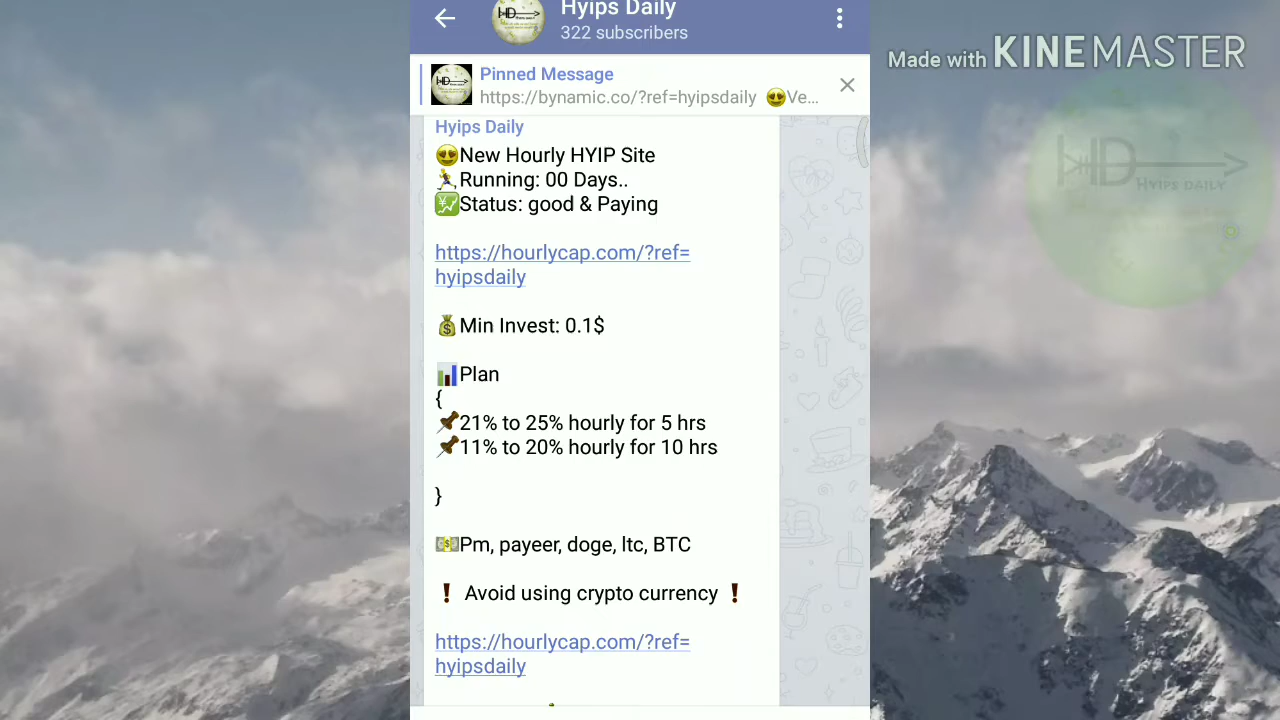 Hyips Daily
322 subscribers
Made with KINEMASTER
Pinned Message
https://bynamic.co/?ref=hyipsdaily 😍Ve...
Hyips Daily
😍New Hourly HYIP Site
🏃Running: 00 Days..
💹Status: good & Paying
https://hourlycap.com/?ref=
hyipsdaily
💰Min Invest: 0.1$
📊Plan
{
📌21% to 25% hourly for 5 hrs
📌11% to 20% hourly for 10 hrs
}
💵Pm, payeer, doge, ltc, BTC
❗ Avoid using crypto currency ❗
https://hourlycap.com/?ref=
hyipsdaily
HD
HYIPS DAILY